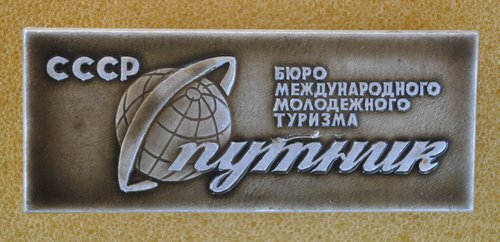 СССР
БЮРО
МЕЖДУНАРОДНОГО
МОЛОДЕЖНОГО
ТУРИЗМА
Спутник